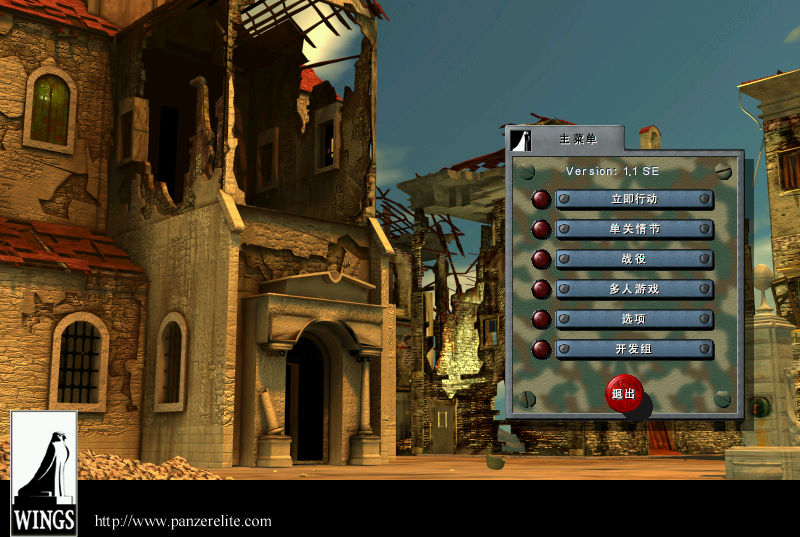 主菜单
Version: 1,1 SE
立即行动
单关情节
战役
多人游戏
选项
开发组
退出
WINGS
http://www.panzerelite.com